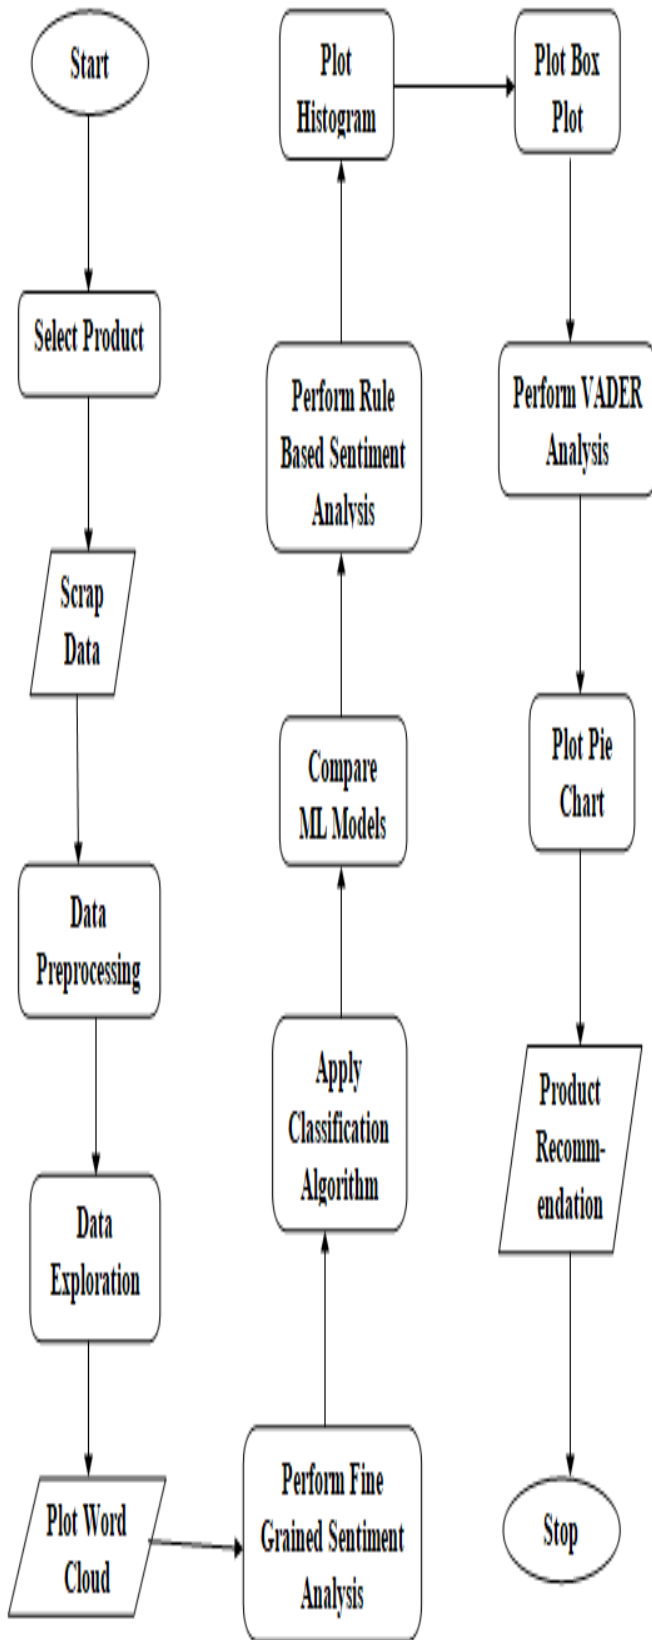 Start
Select Product
Scrap
Data
Data
Preprocessing
Data
Exploration
Plot Word
Cloud
Perform Fine
Grained Sentiment
Analysis
Apply
Classification
Algorithm
Compare
ML Models
Perform Rule
Based Sentiment
Analysis
Plot
Histogram
Plot Box
Plot
Perform VADER
Analysis
Plot Pie
Chart
Product
Recomm-
endation
Stop